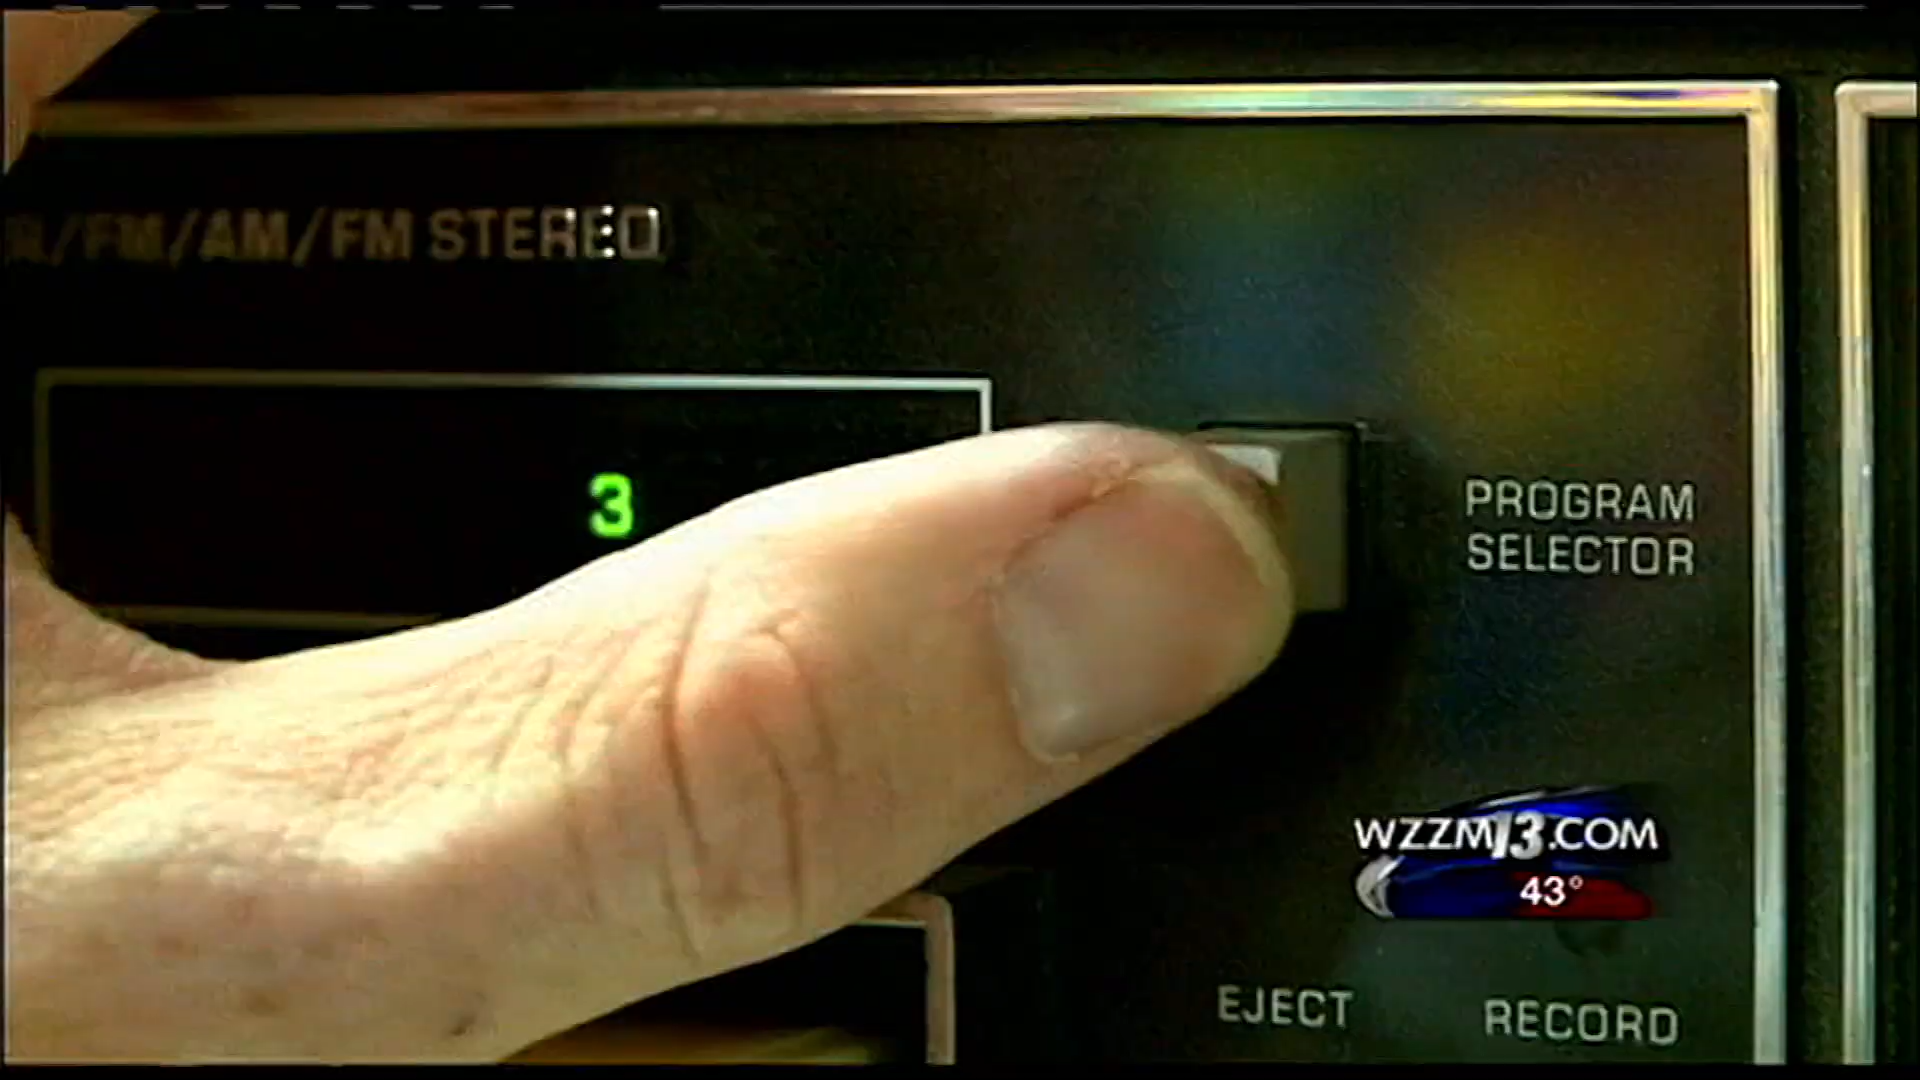 /FM/AM/FM STEREO
3
PROGRAM
SELECTOR
WZZM13.COM
43°
EJECT
RECORD